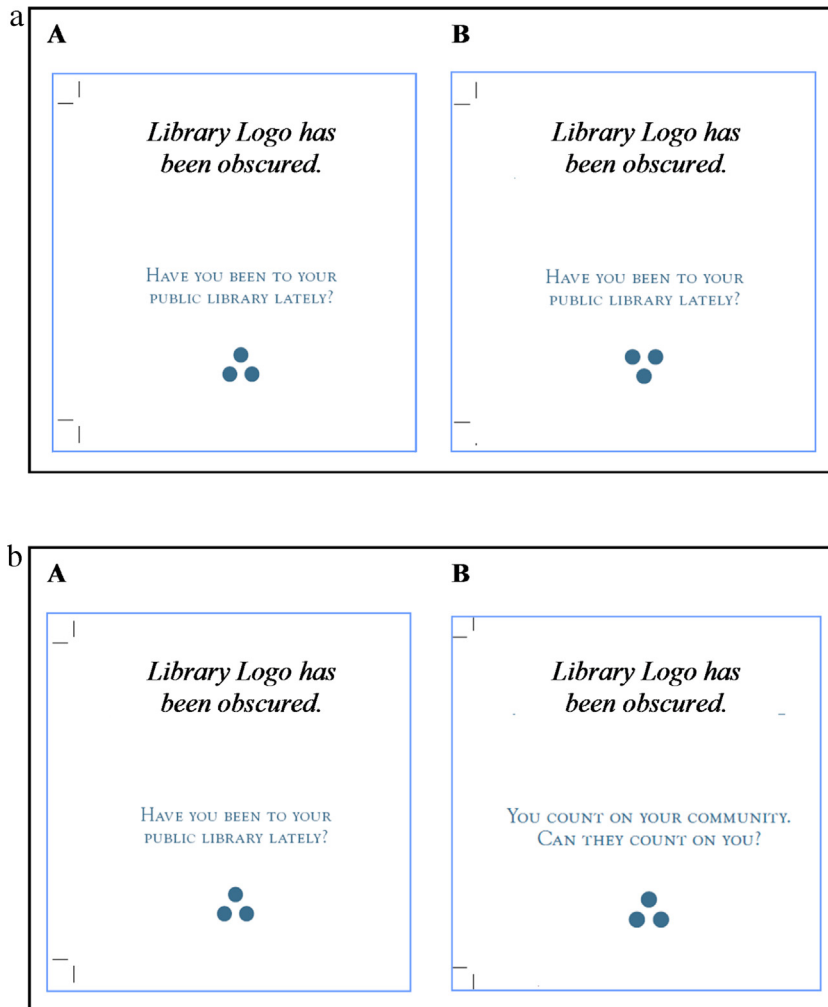 a
A
B
Library Logo has
been obscured.
Library Logo has
been obscured.
HAVE YOU BEEN TO YOUR
PUBLIC LIBRARY LATELY?
HAVE YOU BEEN TO YOUR
PUBLIC LIBRARY LATELY?
b
A
B
Library Logo has
been obscured.
Library Logo has
been obscured.
HAVE YOU BEEN TO YOUR
PUBLIC LIBRARY LATELY?
YOU COUNT ON YOUR COMMUNITY.
CAN THEY COUNT ON YOU?